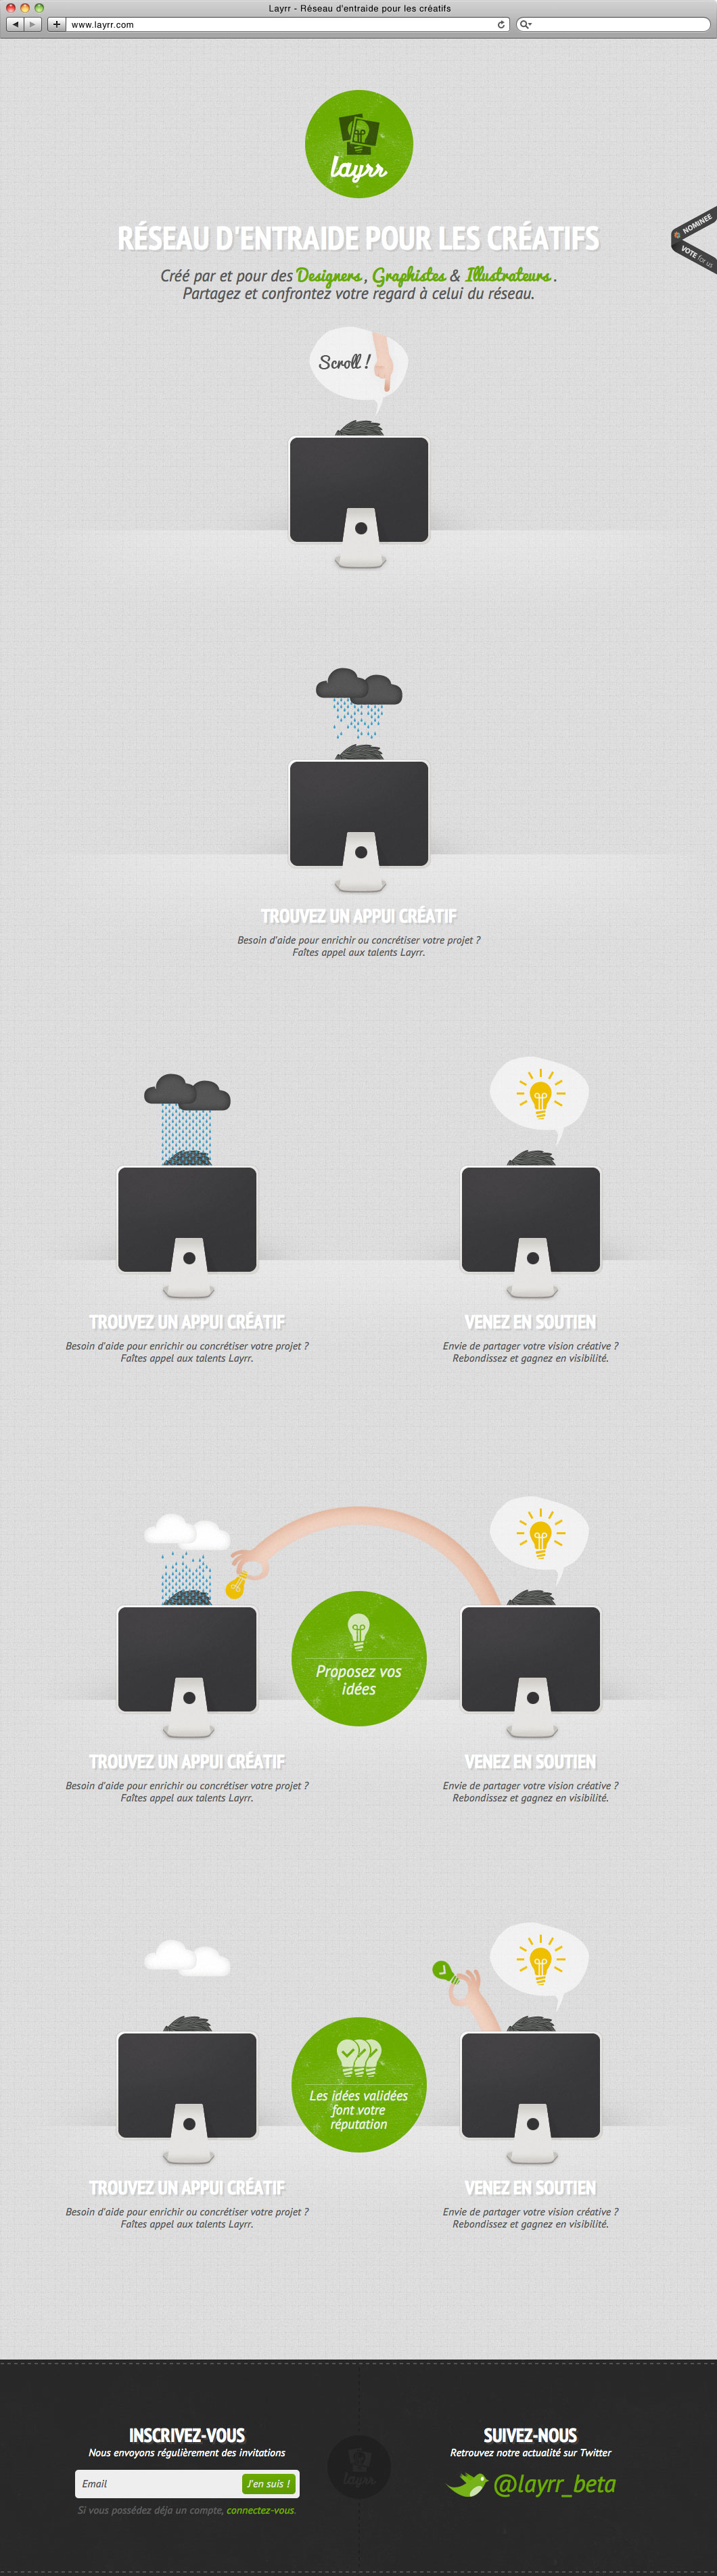 Layrr - Réseau d'entraide pour les créatifs
www.layrr.com
layrr
NOMINEE
VOTE for us
RÉSEAU D'ENTRAIDE POUR LES CRÉATIFS
Créé par et pour des Designers, Graphistes & Illustrateurs.
Partagez et confrontez votre regard à celui du réseau.
Scroll !
TROUVEZ UN APPUI CRÉATIF
Besoin d'aide pour enrichir ou concrétiser votre projet ?
Faîtes appel aux talents Layrr.
TROUVEZ UN APPUI CRÉATIF
Besoin d'aide pour enrichir ou concrétiser votre projet ?
Faîtes appel aux talents Layrr.
VENEZ EN SOUTIEN
Envie de partager votre vision créative ?
Rebondissez et gagnez en visibilité.
Proposez vos
idées
TROUVEZ UN APPUI CRÉATIF
Besoin d'aide pour enrichir ou concrétiser votre projet ?
Faîtes appel aux talents Layrr.
VENEZ EN SOUTIEN
Envie de partager votre vision créative ?
Rebondissez et gagnez en visibilité.
Les idées validées
font votre
réputation
TROUVEZ UN APPUI CRÉATIF
Besoin d'aide pour enrichir ou concrétiser votre projet ?
Faîtes appel aux talents Layrr.
VENEZ EN SOUTIEN
Envie de partager votre vision créative ?
Rebondissez et gagnez en visibilité.
INSCRIVEZ-VOUS
Nous envoyons régulièrement des invitations
Email
J'en suis !
Si vous possédez déja un compte, connectez-vous.
layrr
SUIVEZ-NOUS
Retrouvez notre actualité sur Twitter
@layrr_beta